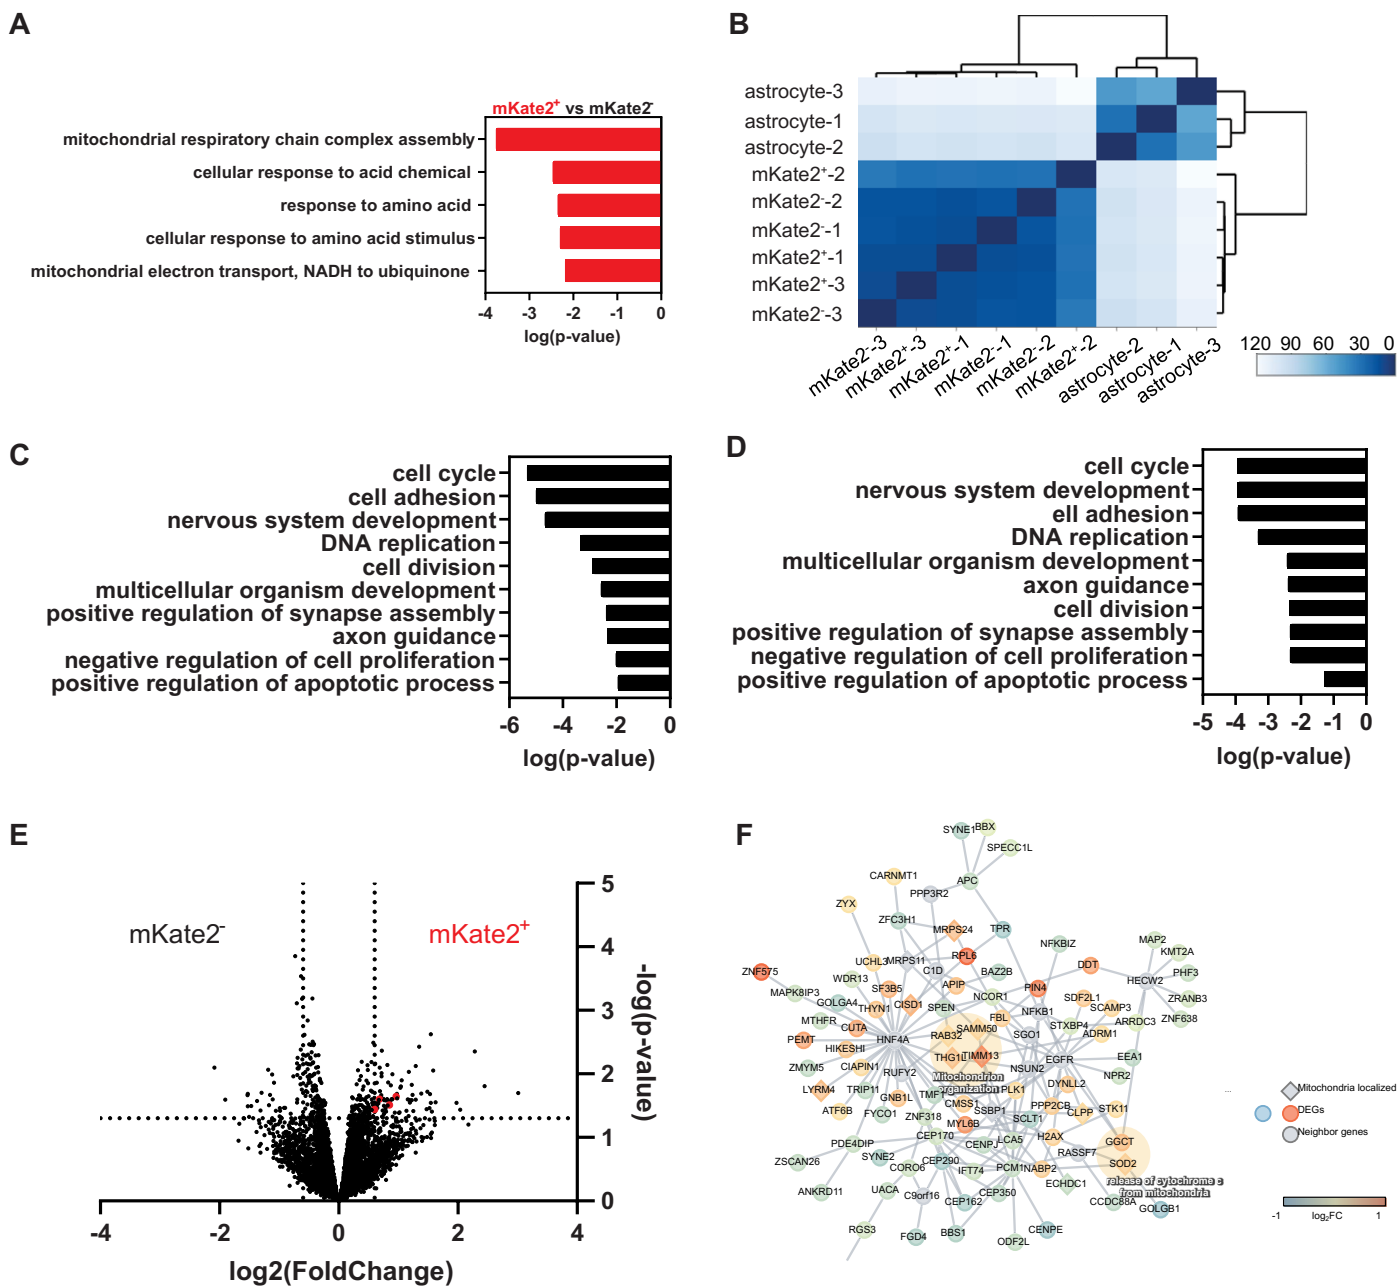 A
mKate2+ vs mKate2-
mitochondrial respiratory chain complex assembly
cellular response to acid chemical
response to amino acid
cellular response to amino acid stimulus
mitochondrial electron transport, NADH to ubiquinone
-4 -3 -2 -1 0
log(p-value)
B
astrocyte-3
astrocyte-1
astrocyte-2
mKate2+-2
mKate2--2
mKate2--1
mKate2+-1
mKate2+-3
mKate2--3
mKate2--3 mKate2+-3 mKate2+-1 mKate2--1 mKate2--2 mKate2+-2 astrocyte-2 astrocyte-1 astrocyte-3
120 90 60 30 0
C
cell cycle
cell adhesion
nervous system development
DNA replication
cell division
multicellular organism development
positive regulation of synapse assembly
axon guidance
negative regulation of cell proliferation
positive regulation of apoptotic process
-6 -4 -2 0
log(p-value)
D
cell cycle
nervous system development
ell adhesion
DNA replication
multicellular organism development
axon guidance
cell division
positive regulation of synapse assembly
negative regulation of cell proliferation
positive regulation of apoptotic process
-5 -4 -3 -2 -1 0
log(p-value)
E
mKate2-
mKate2+
5
4
3
2
1
0
-log(p-value)
-4 -2 0 2 4
log2(FoldChange)
F
SYNE1 BBX
SPECC1L
CARNMT1 APC
PPP3R2
ZYX
ZFC3H1
MRPS24 TPR
NFKBIZ MAP2
KMT2A
UCHL3 MRPS11 RPL6
ZNF575 C1D BAZ2B DDT PHF3
WDR13 HECW2
MAPK8IP3 SF3B5 APIP PIN4
GOLGA4 NCOR1 SDF2L1 ZRANB3
THYN1 CISD1 SPEN NFKB1 SCAMP3
MTHFR FBL STXBP4 ARRDC3 ZNF638
CUTA SAMM50
PEMT HNF4A RAB32 SGO1 ADRM1
HIKESHI THG1L TIMM13 EGFR EEA1
ZMYM5 CIAPIN1 RUFY2 NSUN2
Mitochondrion NPR2
organization
LYRM4 TRIP11 TMF1 PLK1 DYNLL2
GNB1L CMSS1 SSBP1 PPP2CB CLPP STK11
ATF6B FYCO1 ZNF318 SCLT1
MYL6B
PDE4DIP CEP170 CENPJ LCA5 H2AX GGCT
ZSCAN26 SYNE2 CEP290 RASSF7
CORO6 IFT74 PCM1 NABP2 SOD2
ECHDC1 release of cytochrome c
from mitochondria
ANKRD11 UACA C9orf16 CEP162 CEP350 CCDC88A GOLGB1
RGS3 FGD4 BBS1 ODF2L CENPE
Mitochondria localized
DEGs
Neighbor genes
-1 log2FC 1